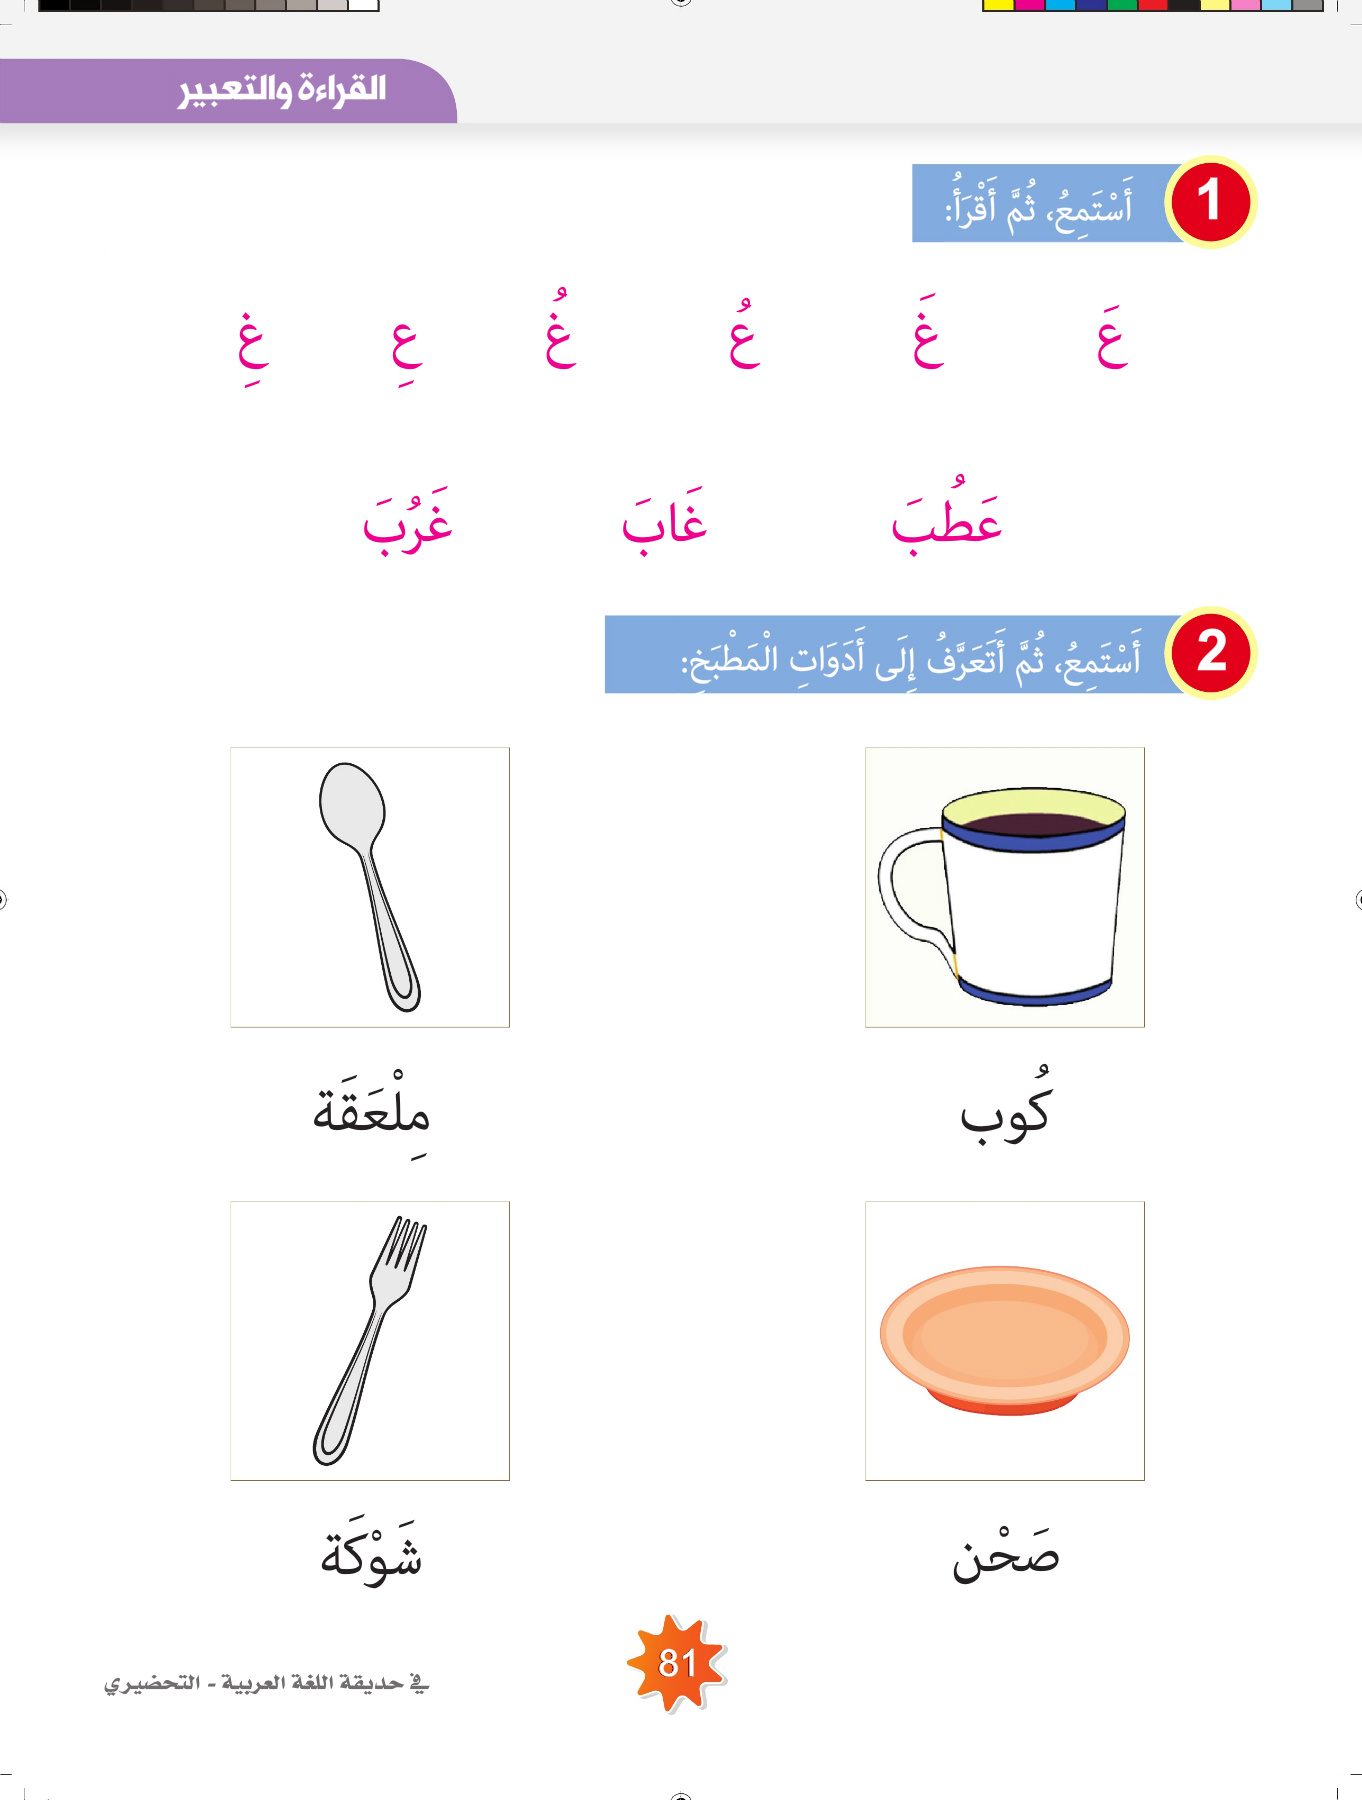 القراءة والتعبير
1 أَسْتَمِعُ، ثُمَّ أَقْرَأُ:
عَ غَ عُ غُ عِ غِ
عَطُبَ غَابَ غَرُبَ
2 أَسْتَمِعُ، ثُمَّ أَتَعَرَّفُ إِلَى أَدَوَاتِ الْمَطْبَخِ:
كُوب مِلْعَقَة
صَحْن شَوْكَة
81
في حديقة اللغة العربية - التحضيري